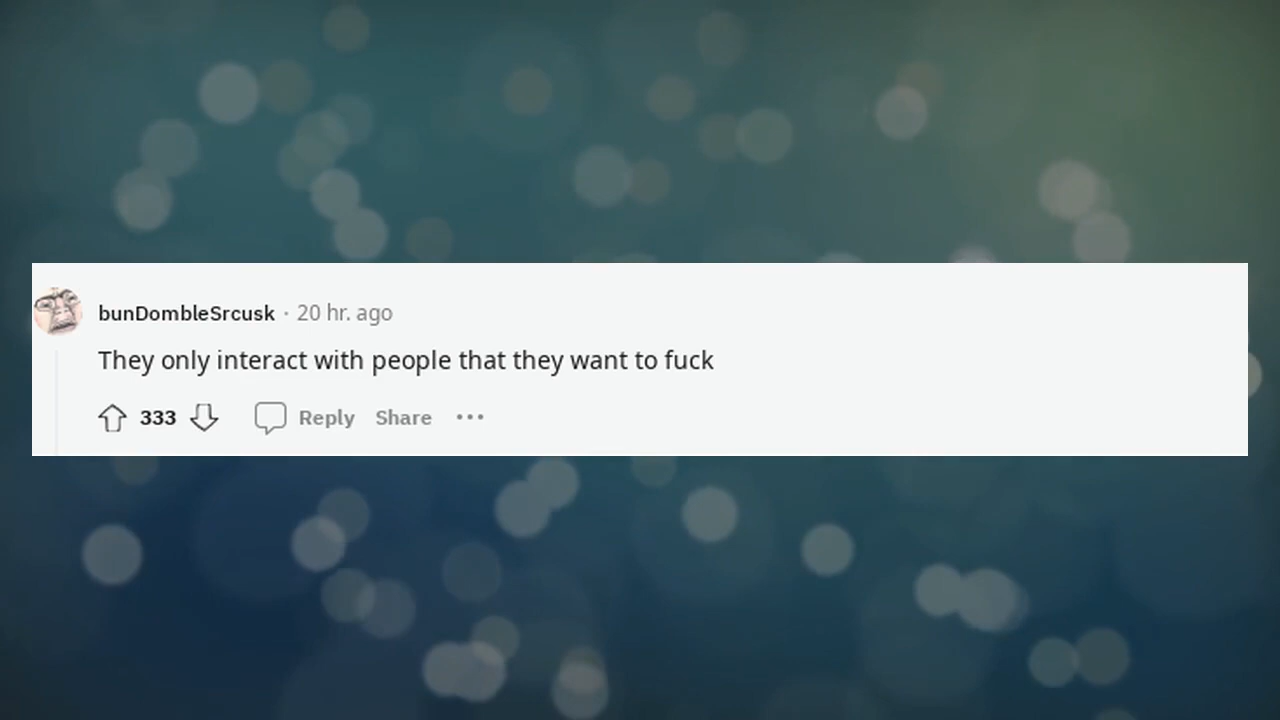 bunDombleSrcusk · 20 hr. ago
They only interact with people that they want to fuck
333 Reply Share ...